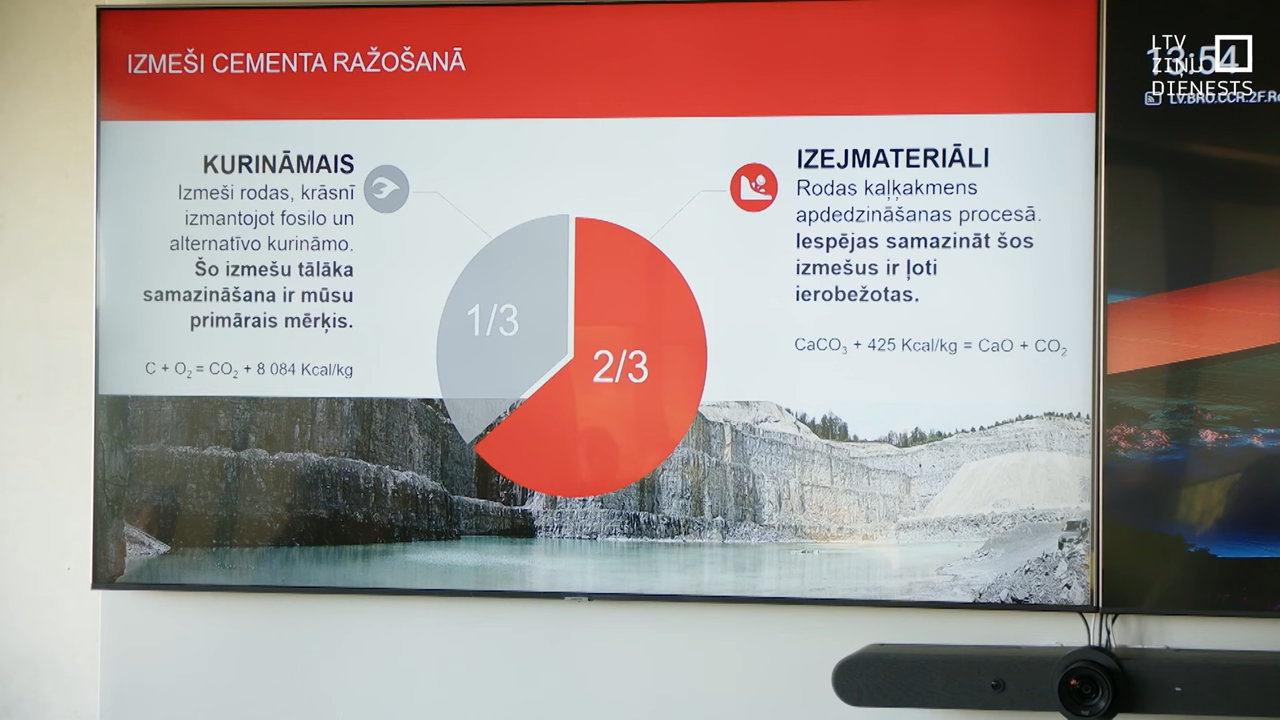 IZMEŠI CEMENTA RAŽOŠANĀ
KURINĀMAIS
Izmeši rodas, krāsnī
izmantojot fosilo un
alternatīvo kurināmo.
Šo izmešu tālāka
samazināšana ir mūsu
primārais mērķis.
C + O₂ = CO₂ + 8 084 Kcal/kg
1/3
2/3
IZEJMATERIĀLI
Rodas kaļķakmens
apdedzināšanas procesā.
Iespējas samazināt šos
izmešus ir ļoti
ierobežotas.
CaCO₃ + 425 Kcal/kg = CaO + CO₂
LTV
ZIŅU
DIENESTS
13:54